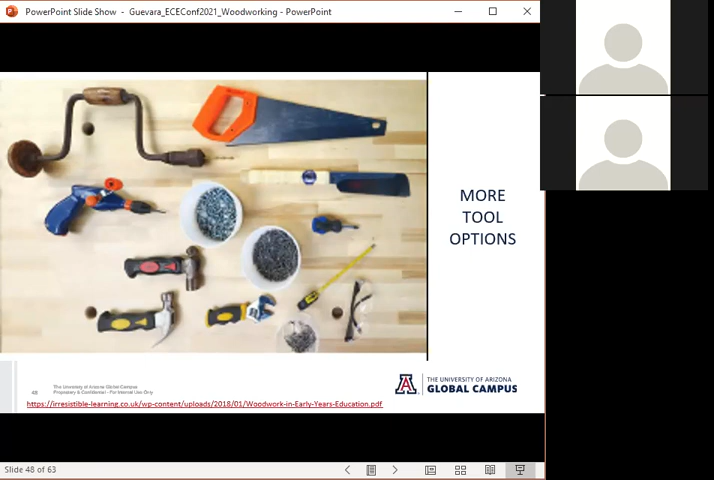 PowerPoint Slide Show - Guevara_ECEConf2021_Woodworking - PowerPoint
MORE
TOOL
OPTIONS
48
The University of Arizona Global Campus
Proprietary & Confidential - For Internal Use Only
A
THE UNIVERSITY OF ARIZONA
GLOBAL CAMPUS
https://irresistible-learning.co.uk/wp-content/uploads/2018/01/Woodwork-in-Early-Years-Education.pdf
Slide 48 of 63